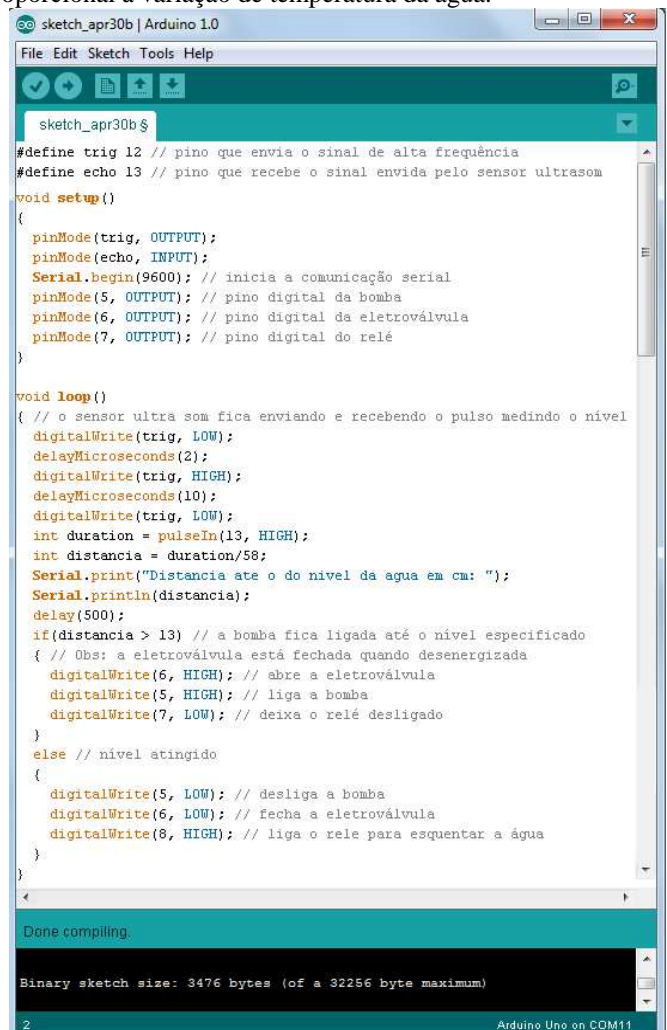 oporcional à variação de temperatura da água.
sketch_apr30b | Arduino 1.0
File Edit Sketch Tools Help
sketch_apr30b §
#define trig 12 // pino que envia o sinal de alta frequência
#define echo 13 // pino que recebe o sinal envida pelo sensor ultrasom
void setup()
{
  pinMode(trig, OUTPUT);
  pinMode(echo, INPUT);
  Serial.begin(9600); // inicia a comunicação serial
  pinMode(5, OUTPUT); // pino digital da bomba
  pinMode(6, OUTPUT); // pino digital da eletroválvula
  pinMode(7, OUTPUT); // pino digital do relé
}
void loop()
{ // o sensor ultra som fica enviando e recebendo o pulso medindo o nível
  digitalWrite(trig, LOW);
  delayMicroseconds(2);
  digitalWrite(trig, HIGH);
  delayMicroseconds(10);
  digitalWrite(trig, LOW);
  int duration = pulseIn(13, HIGH);
  int distancia = duration/58;
  Serial.print("Distancia ate o do nivel da agua em cm: ");
  Serial.println(distancia);
  delay(500);
  if(distancia > 13) // a bomba fica ligada até o nível especificado
  { // Obs: a eletroválvula está fechada quando desenergizada
    digitalWrite(6, HIGH); // abre a eletroválvula
    digitalWrite(5, HIGH); // liga a bomba
    digitalWrite(7, LOW); // deixa o relé desligado
  }
  else // nível atingido
  {
    digitalWrite(5, LOW); // desliga a bomba
    digitalWrite(6, LOW); // fecha a eletroválvula
    digitalWrite(8, HIGH); // liga o rele para esquentar a água
  }
}
Done compiling.
Binary sketch size: 3476 bytes (of a 32256 byte maximum)
2 Arduino Uno on COM11